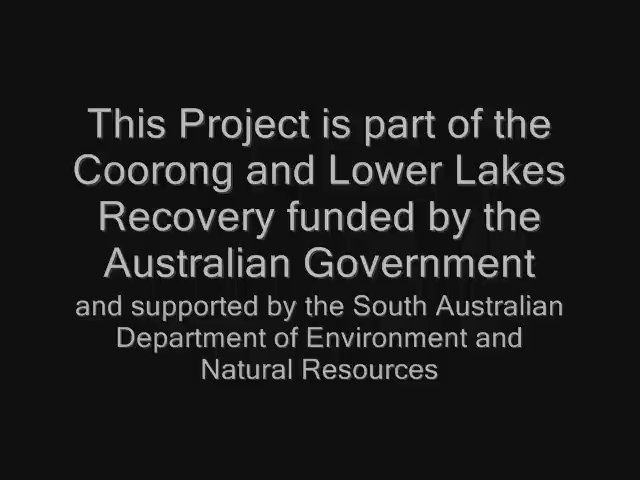 This Project is part of the
Coorong and Lower Lakes
Recovery funded by the
Australian Government
and supported by the South Australian
Department of Environment and
Natural Resources